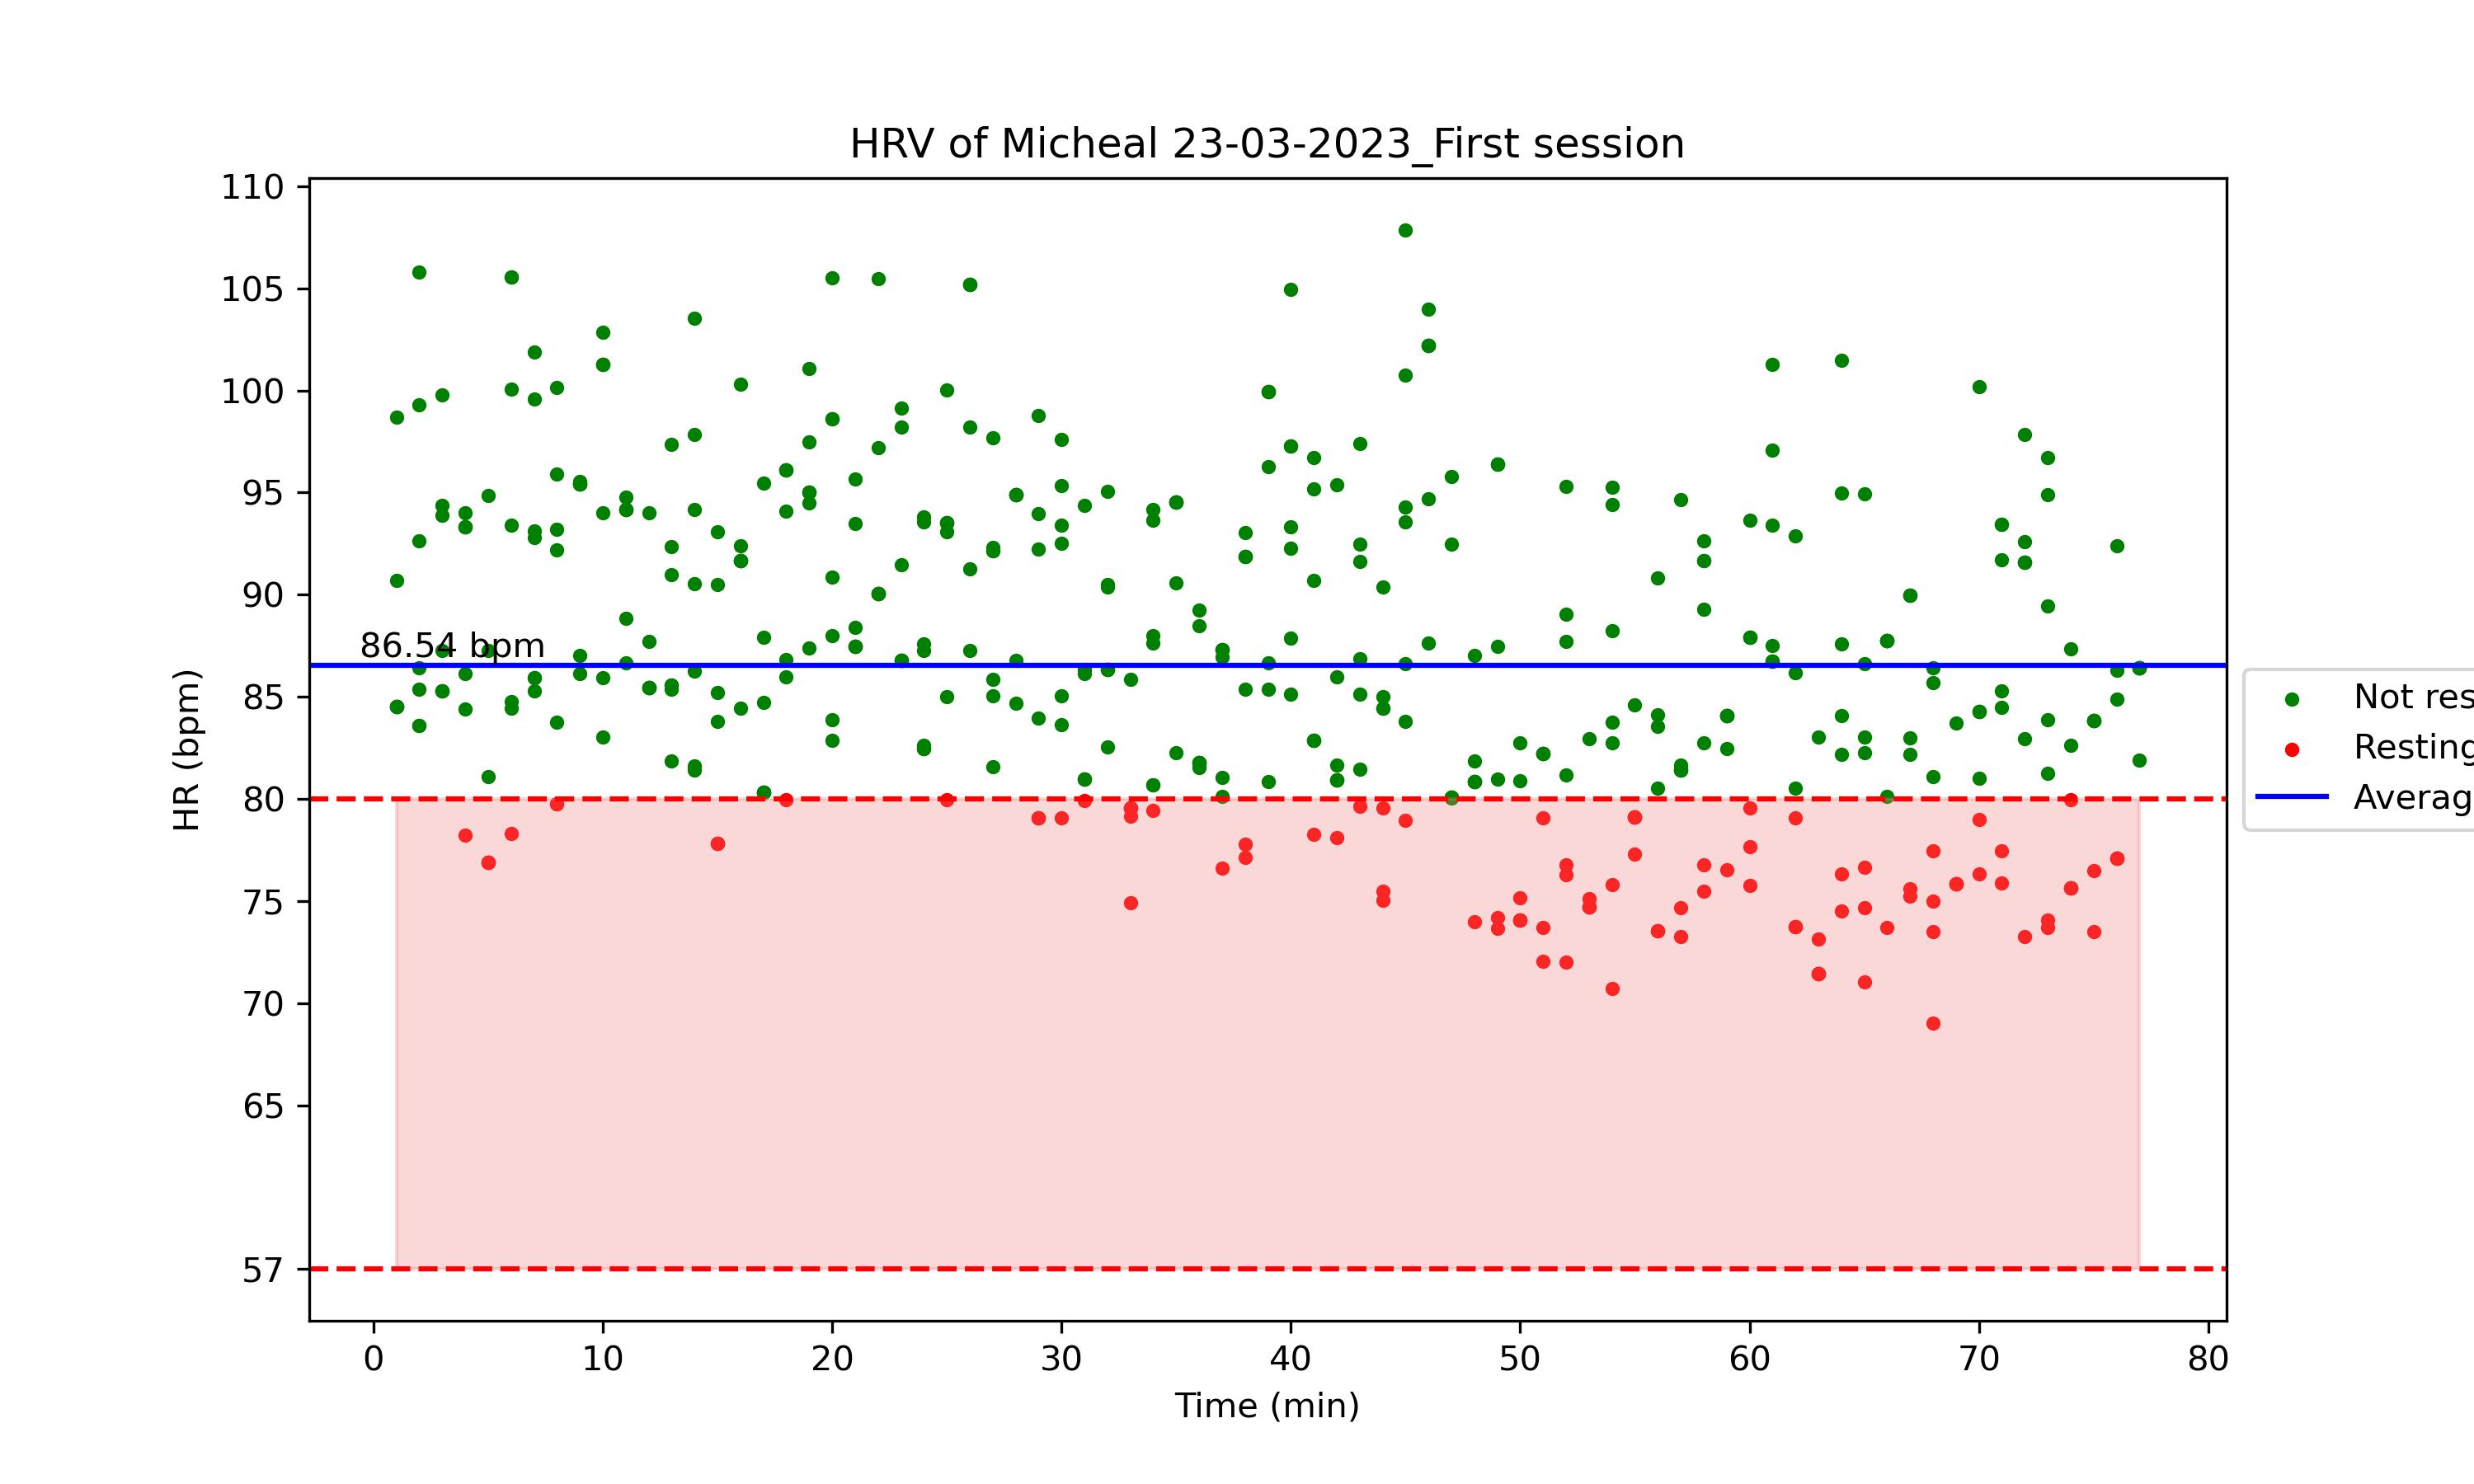 HRV of Micheal 23-03-2023_First session
110
105
100
95
90
86.54 bpm
85
80
75
70
65
57
HR (bpm)
Not res
Resting
Averag
0 10 20 30 40 50 60 70 80
Time (min)